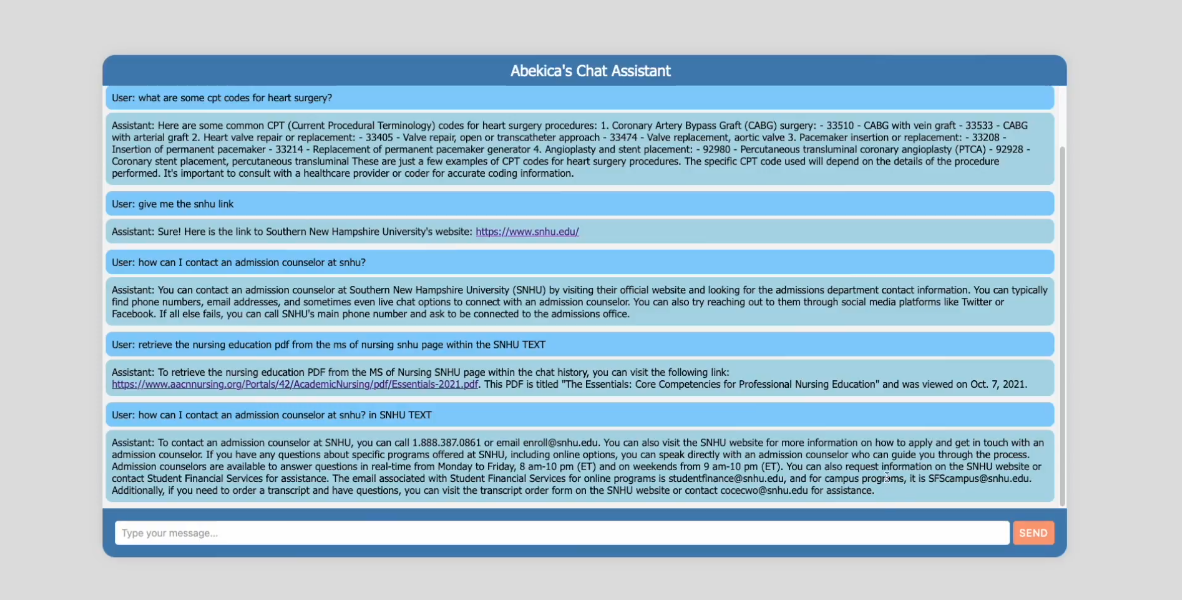 Abekica's Chat Assistant
User: what are some cpt codes for heart surgery?
Assistant: Here are some common CPT (Current Procedural Terminology) codes for heart surgery procedures: 1. Coronary Artery Bypass Graft (CABG) surgery: - 33510 - CABG with vein graft - 33533 - CABG
with arterial graft 2. Heart valve repair or replacement: - 33405 - Valve repair, open or transcatheter approach - 33474 - Valve replacement, aortic valve 3. Pacemaker insertion or replacement: - 33208 -
Insertion of permanent pacemaker - 33214 - Replacement of permanent pacemaker generator 4. Angioplasty and stent placement: - 92980 - Percutaneous transluminal coronary angioplasty (PTCA) - 92928 -
Coronary stent placement, percutaneous transluminal These are just a few examples of CPT codes for heart surgery procedures. The specific CPT code used will depend on the details of the procedure
performed. It's important to consult with a healthcare provider or coder for accurate coding information.
User: give me the snhu link
Assistant: Sure! Here is the link to Southern New Hampshire University's website: https://www.snhu.edu/
User: how can I contact an admission counselor at snhu?
Assistant: You can contact an admission counselor at Southern New Hampshire University (SNHU) by visiting their official website and looking for the admissions department contact information. You can typically
find phone numbers, email addresses, and sometimes even live chat options to connect with an admission counselor. You can also try reaching out to them through social media platforms like Twitter or
Facebook. If all else fails, you can call SNHU's main phone number and ask to be connected to the admissions office.
User: retrieve the nursing education pdf from the ms of nursing snhu page within the SNHU TEXT
Assistant: To retrieve the nursing education PDF from the MS of Nursing SNHU page within the chat history, you can visit the following link:
https://www.aacnnursing.org/Portals/42/AcademicNursing/pdf/Essentials-2021.pdf. This PDF is titled "The Essentials: Core Competencies for Professional Nursing Education" and was viewed on Oct. 7, 2021.
User: how can I contact an admission counselor at snhu? in SNHU TEXT
Assistant: To contact an admission counselor at SNHU, you can call 1.888.387.0861 or email enroll@snhu.edu. You can also visit the SNHU website for more information on how to apply and get in touch with an
admission counselor. If you have any questions about specific programs offered at SNHU, including online options, you can speak directly with an admission counselor who can guide you through the process.
Admission counselors are available to answer questions in real-time from Monday to Friday, 8 am-10 pm (ET) and on weekends from 9 am-10 pm (ET). You can also request information on the SNHU website or
contact Student Financial Services for assistance. The email associated with Student Financial Services for online programs is studentfinance@snhu.edu, and for campus programs, it is SFScampus@snhu.edu.
Additionally, if you need to order a transcript and have questions, you can visit the transcript order form on the SNHU website or contact cocecwo@snhu.edu for assistance.
Type your message...
SEND